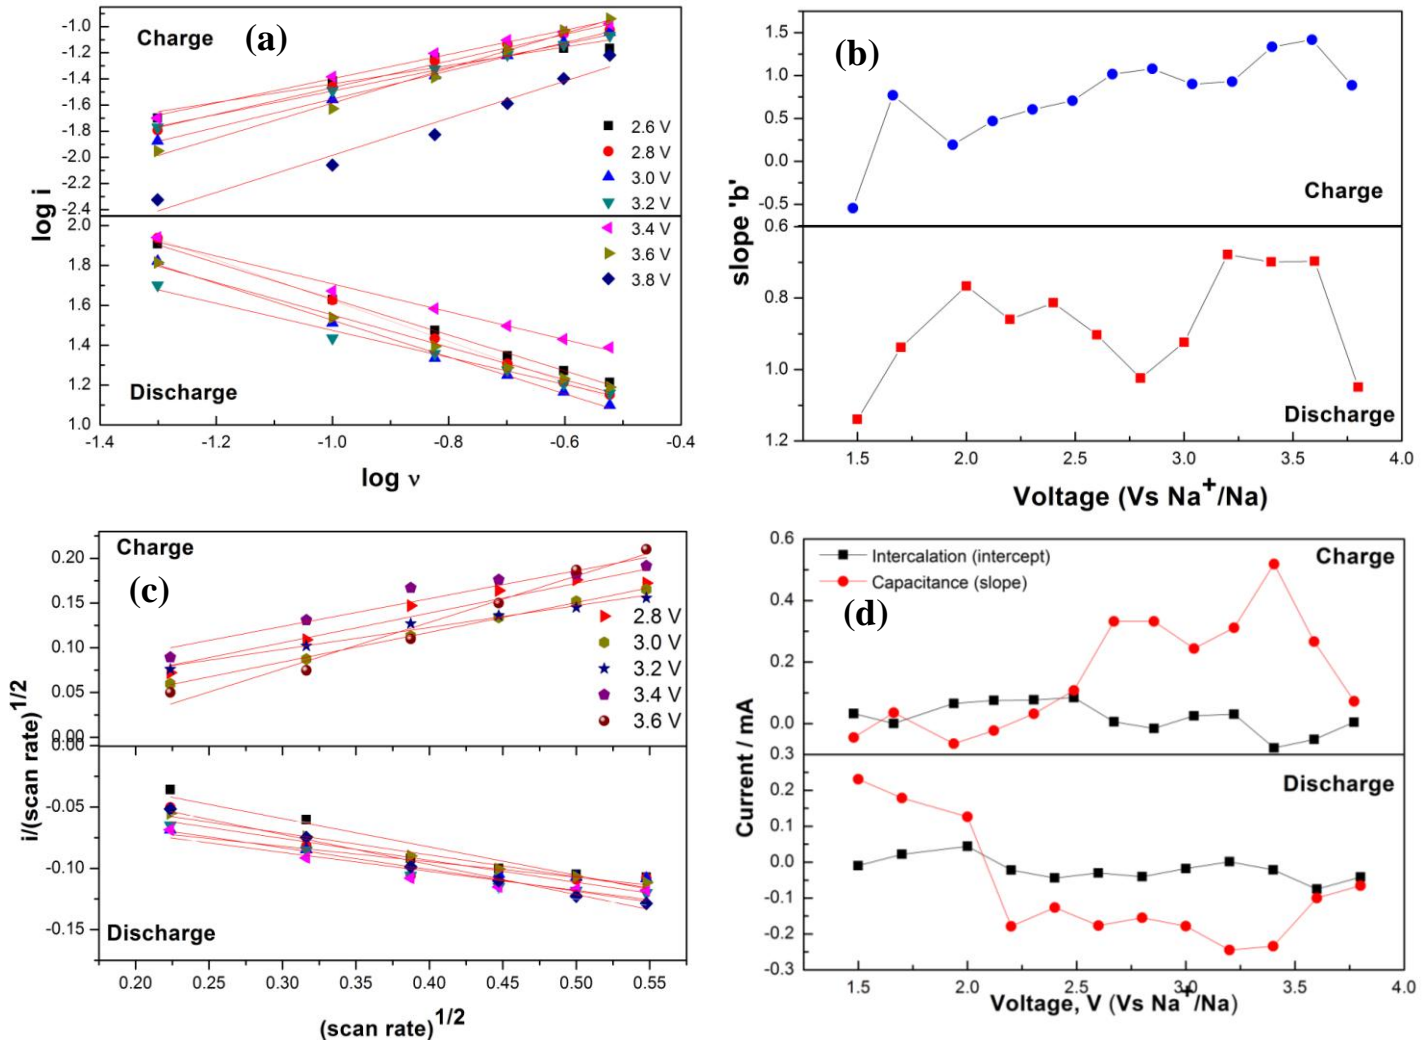 (a)
Charge
-1.0
-1.2
-1.4
-1.6
-1.8
-2.0
-2.2
-2.4
2.6 V
2.8 V
3.0 V
3.2 V
3.4 V
3.6 V
3.8 V
log i
2.0
1.8
1.6
1.4
1.2
1.0
Discharge
-1.4 -1.2 -1.0 -0.8 -0.6 -0.4
log ν
(b)
1.5
1.0
0.5
0.0
-0.5
Charge
slope 'b'
0.6
0.8
1.0
1.2
Discharge
1.5 2.0 2.5 3.0 3.5 4.0
Voltage (Vs Na+/Na)
Charge
(c)
0.20
0.15
0.10
0.05
0.00
2.8 V
3.0 V
3.2 V
3.4 V
3.6 V
i/(scan rate)1/2
0.00
-0.05
-0.10
-0.15
Discharge
0.20 0.25 0.30 0.35 0.40 0.45 0.50 0.55
(scan rate)1/2
0.6
0.4
0.2
0.0
Intercalation (intercept)
Capacitance (slope)
Charge
(d)
Current / mA
0.3
0.2
0.1
0.0
-0.1
-0.2
-0.3
Discharge
1.5 2.0 2.5 3.0 3.5 4.0
Voltage, V (Vs Na+/Na)